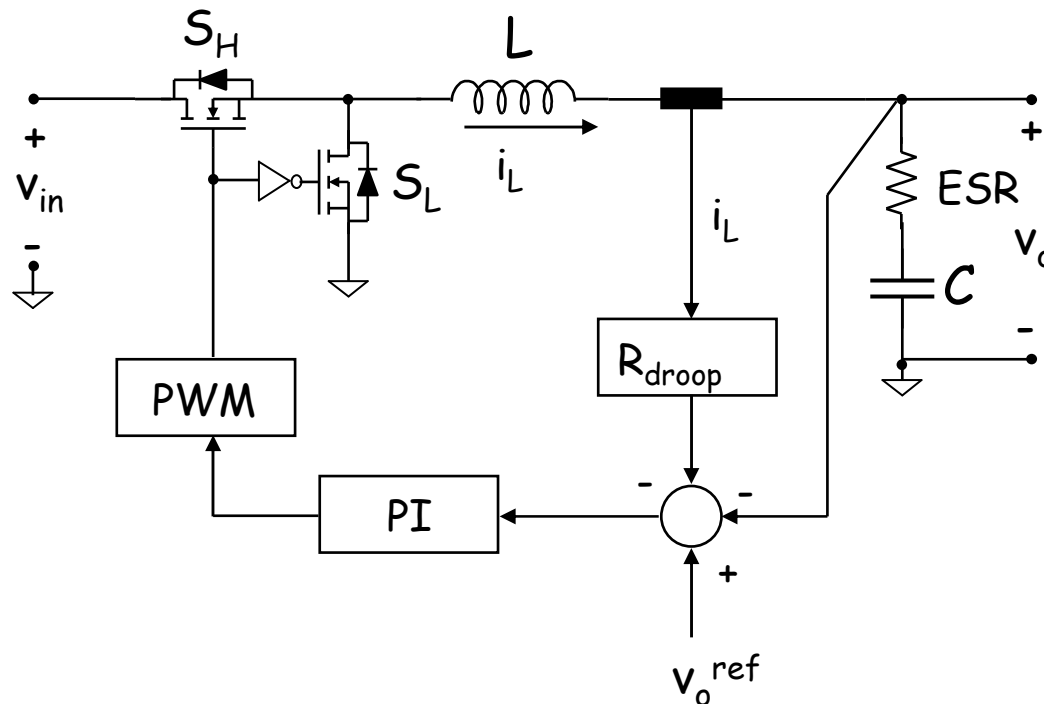 S_H
L
+
v_in
-
i_L
S_L
i_L
ESR
C
+
-
R_droop
PWM
-
-
PI
+
v_o^ref